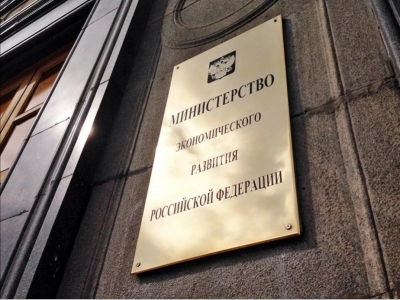 МИНИСТЕРСТВО
ЭКОНОМИЧЕСКОГО
РАЗВИТИЯ
РОССИЙСКОЙ ФЕДЕРАЦИИ